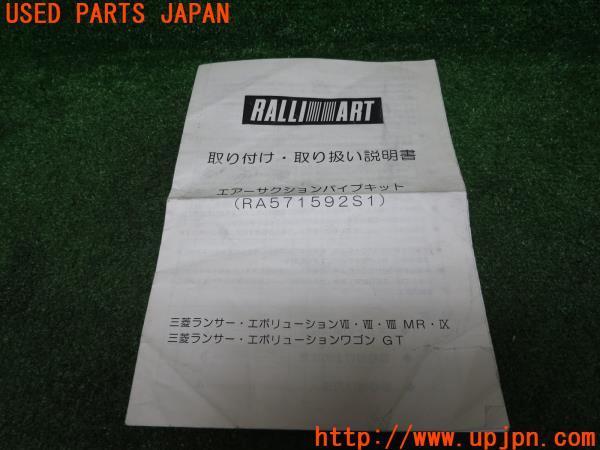 USED PARTS JAPAN
RALLI ART
取り付け・取り扱い説明書
エアーサクションパイプキット
(RA571592S1)
三菱ランサー・エボリューションⅦ・Ⅷ・Ⅷ MR・Ⅸ
三菱ランサー・エボリューションワゴン GT
http://www.upjpn.com